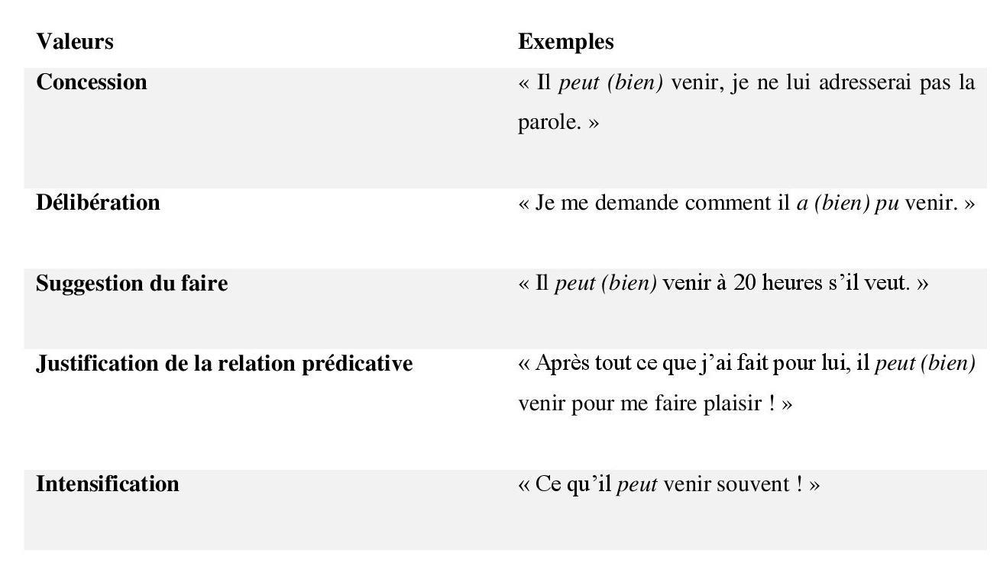 Valeurs Exemples
Concession « Il peut (bien) venir, je ne lui adresserai pas la
parole. »
Délibération « Je me demande comment il a (bien) pu venir. »
Suggestion du faire « Il peut (bien) venir à 20 heures s’il veut. »
Justification de la relation prédicative « Après tout ce que j’ai fait pour lui, il peut (bien)
venir pour me faire plaisir ! »
Intensification « Ce qu’il peut venir souvent ! »